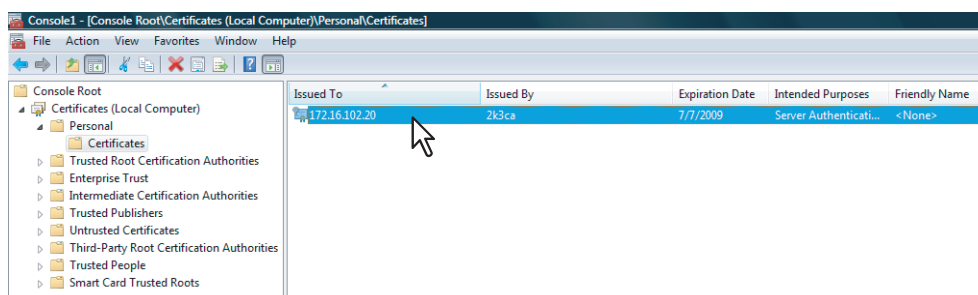 Console1 - [Console Root\Certificates (Local Computer)\Personal\Certificates]
File Action View Favorites Window Help
Console Root
Certificates (Local Computer)
Personal
Certificates
Trusted Root Certification Authorities
Enterprise Trust
Intermediate Certification Authorities
Trusted Publishers
Untrusted Certificates
Third-Party Root Certification Authorities
Trusted People
Smart Card Trusted Roots
Issued To Issued By Expiration Date Intended Purposes Friendly Name
172.16.102.20 2k3ca 7/7/2009 Server Authenticati... <None>